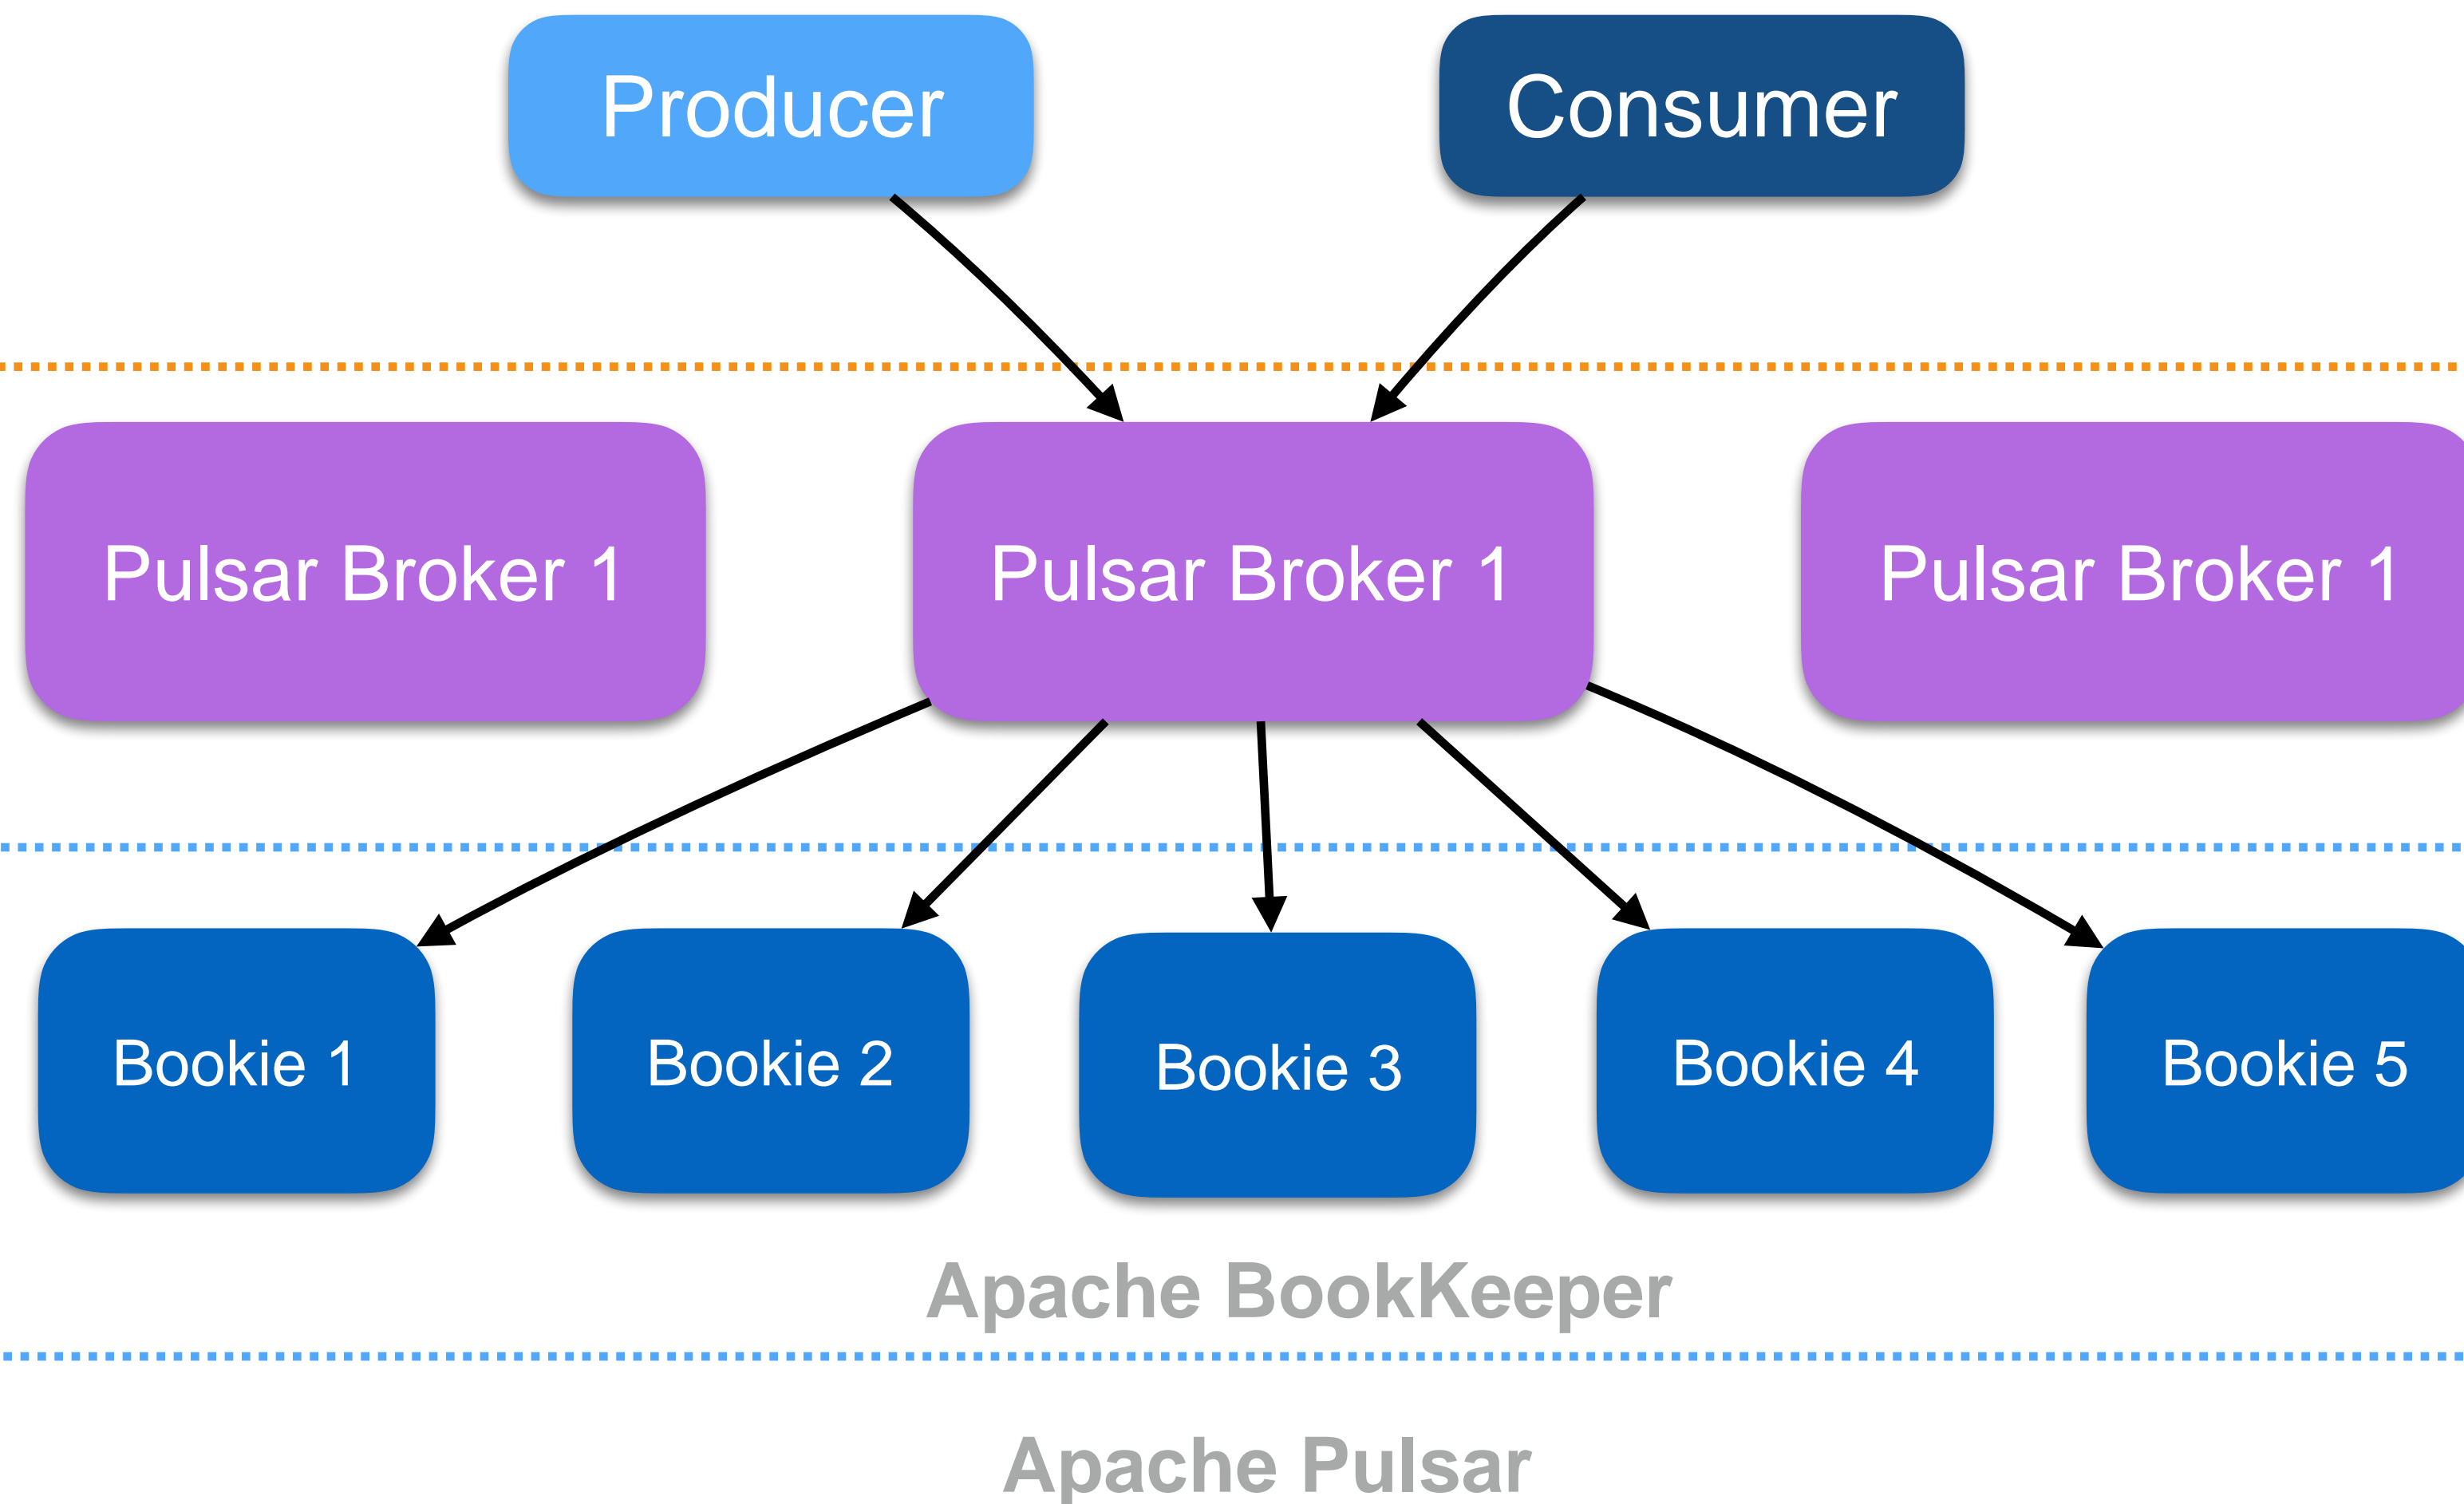 Producer
Consumer
Pulsar Broker 1
Pulsar Broker 1
Pulsar Broker 1
Bookie 1
Bookie 2
Bookie 3
Bookie 4
Bookie 5
Apache BookKeeper
Apache Pulsar